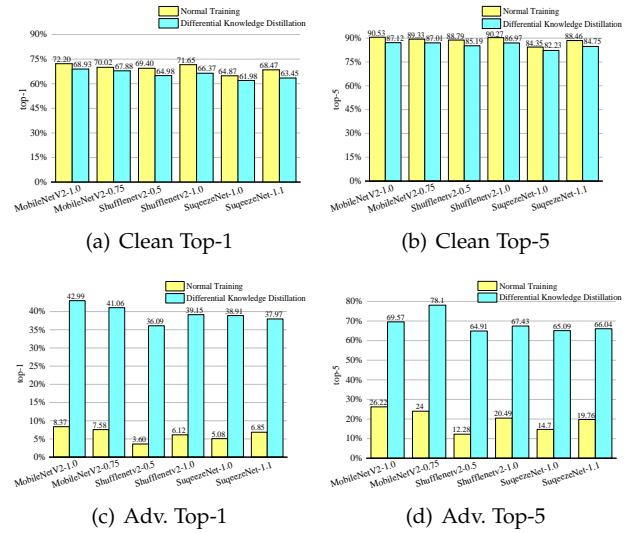 Normal Training
Differential Knowledge Distillation
90%
75%
60%
45%
30%
15%
0%
top-1
72.20 68.93 70.02 67.88 69.40 64.98 71.65 66.37 64.87 61.98 68.47 63.45
MobileNetV2-1.0 MobileNetV2-0.75 Shufflenetv2-0.5 Shufflenetv2-1.0 SuqeezeNet-1.0 SuqeezeNet-1.1
(a) Clean Top-1
Normal Training
Differential Knowledge Distillation
90%
80%
70%
60%
50%
40%
30%
20%
10%
0%
top-5
90.53 87.12 89.33 87.01 88.79 85.19 90.27 86.97 84.35 82.23 88.46 84.75
MobileNetV2-1.0 MobileNetV2-0.75 Shufflenetv2-0.5 Shufflenetv2-1.0 SuqeezeNet-1.0 SuqeezeNet-1.1
(b) Clean Top-5
Normal Training
Differential Knowledge Distillation
40%
35%
30%
25%
20%
15%
10%
5%
0%
top-1
8.37 42.99 7.58 41.06 3.60 36.09 6.12 39.15 5.08 38.91 6.85 37.97
MobileNetV2-1.0 MobileNetV2-0.75 Shufflenetv2-0.5 Shufflenetv2-1.0 SuqeezeNet-1.0 SuqeezeNet-1.1
(c) Adv. Top-1
Normal Training
Differential Knowledge Distillation
80%
70%
60%
50%
40%
30%
20%
10%
0%
top-5
26.22 69.57 24 78.1 12.28 64.91 20.49 67.43 14.7 65.09 19.76 66.04
MobileNetV2-1.0 MobileNetV2-0.75 Shufflenetv2-0.5 Shufflenetv2-1.0 SuqeezeNet-1.0 SuqeezeNet-1.1
(d) Adv. Top-5